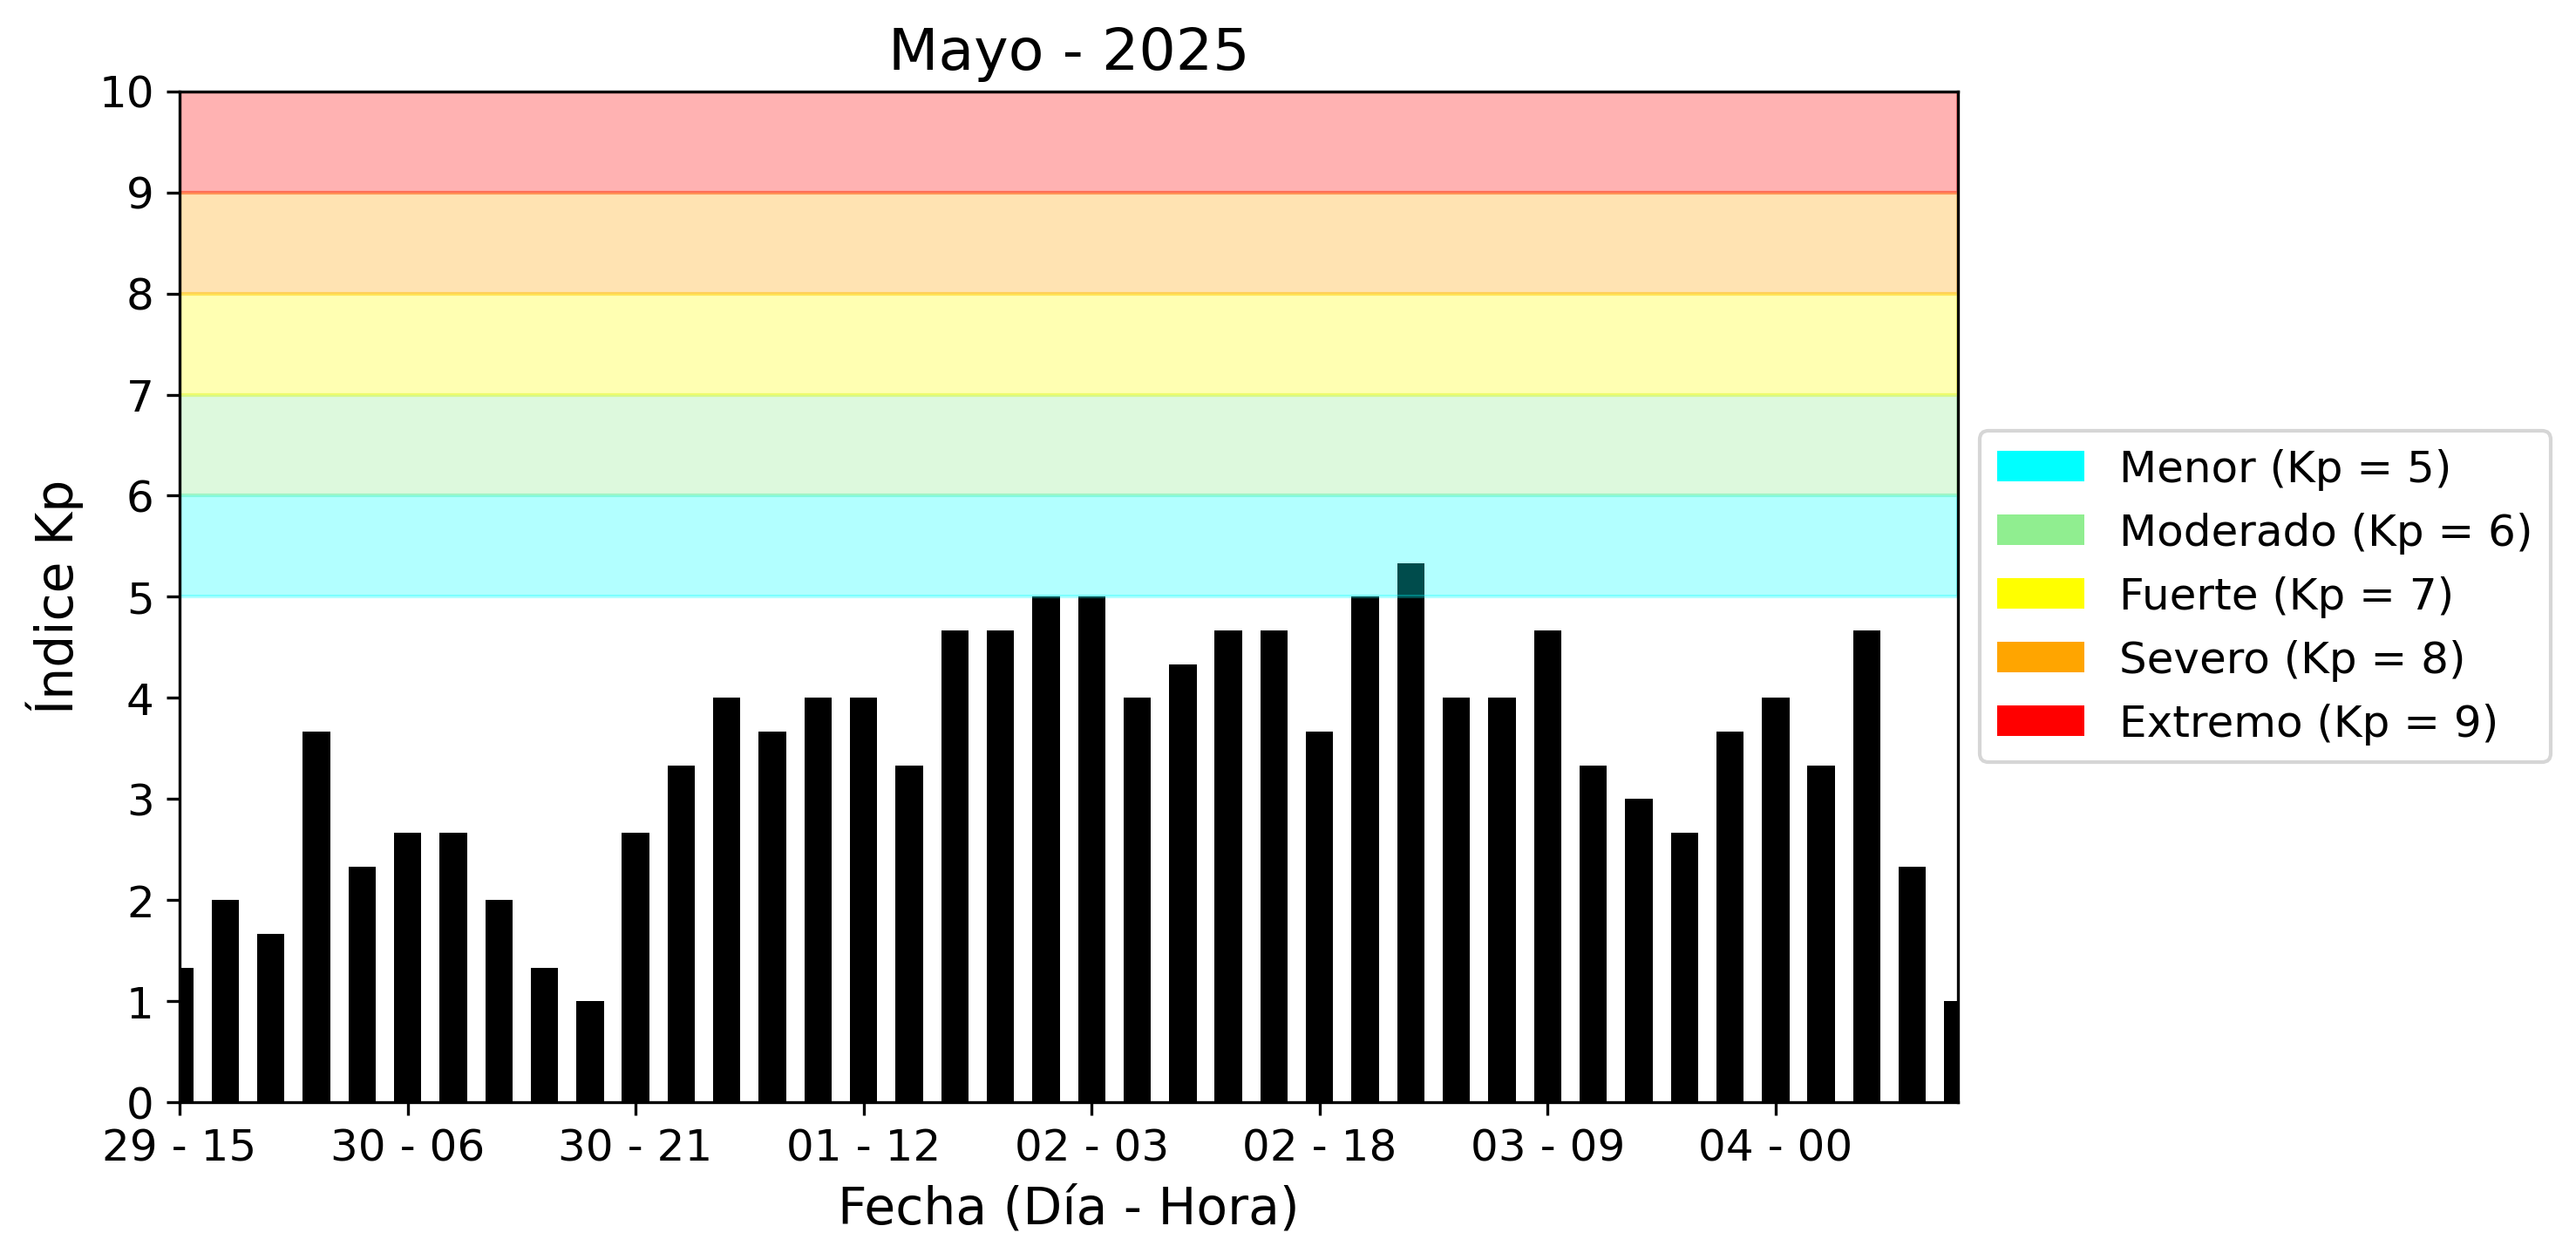 Mayo - 2025
10
9
8
7
6
5
4
3
2
1
0
Índice Kp
29 - 15
30 - 06
30 - 21
01 - 12
02 - 03
02 - 18
03 - 09
04 - 00
Fecha (Día - Hora)
Menor (Kp = 5)
Moderado (Kp = 6)
Fuerte (Kp = 7)
Severo (Kp = 8)
Extremo (Kp = 9)